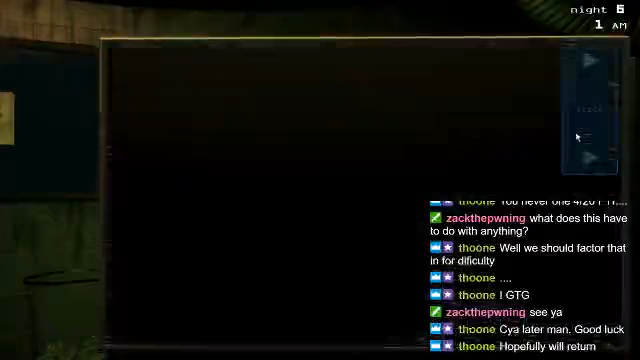 night 6
1 AM
thoone
zackthepwning what does this have
to do with anything?
thoone Well we should factor that
in for dificulty
thoone ....
thoone I GTG
zackthepwning see ya
thoone Cya later man. Good luck
thoone Hopefully will return